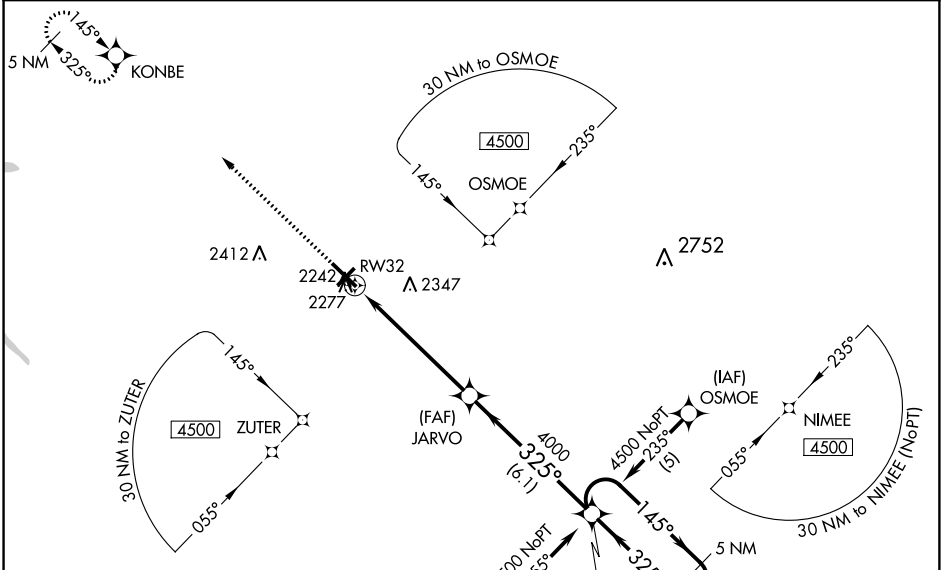 145°
5 NM
325°
KONBE
30 NM to OSMOE
4500
235°
145°
OSMOE
2412
2752
RW32
2242
2347
2277
145°
235°
30 NM to ZUTER
4500
ZUTER
055°
(FAF)
JARVO
(IAF)
OSMOE
4500 NoPT
235°
(5)
NIMEE
4500
055°
30 NM to NIMEE (NoPT)
4000
325°
(6.1)
145°
5 NM